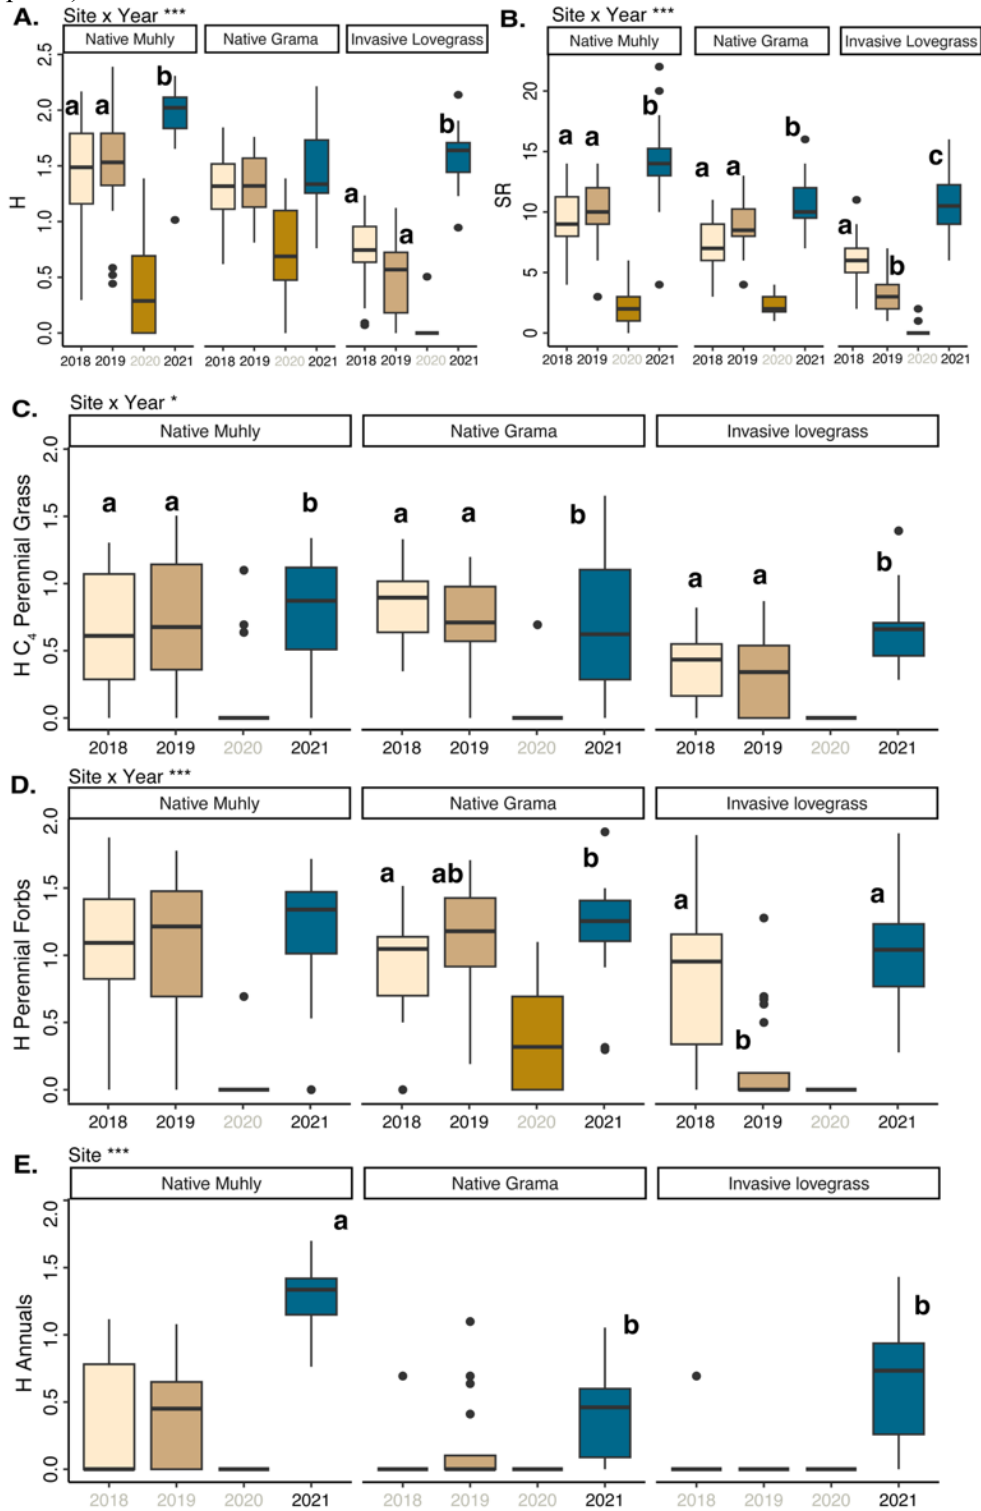 A. Site x Year *** B. Site x Year ***
Native Muhly Native Grama Invasive Lovegrass Native Muhly Native Grama Invasive Lovegrass
H
2.5
2.0
1.5
1.0
0.5
0.0
a a b a a b
2018 2019 2020 2021 2018 2019 2020 2021 2018 2019 2020 2021
SR
20
15
10
5
0
a a b a a b a b c
2018 2019 2020 2021 2018 2019 2020 2021 2018 2019 2020 2021
C. Site x Year *
Native Muhly Native Grama Invasive lovegrass
H C4 Perennial Grass
2.0
1.5
1.0
0.5
0.0
a a b a a b a a b
2018 2019 2020 2021 2018 2019 2020 2021 2018 2019 2020 2021
D. Site x Year ***
Native Muhly Native Grama Invasive lovegrass
H Perennial Forbs
2.0
1.5
1.0
0.5
0.0
a ab b a b a
2018 2019 2020 2021 2018 2019 2020 2021 2018 2019 2020 2021
E. Site ***
Native Muhly Native Grama Invasive lovegrass
H Annuals
2.0
1.5
1.0
0.5
0.0
a b b
2018 2019 2020 2021 2018 2019 2020 2021 2018 2019 2020 2021